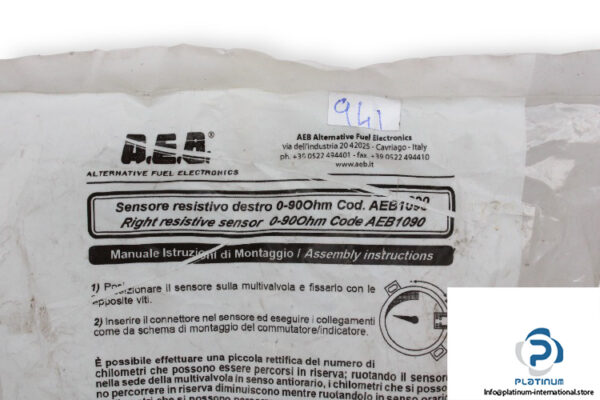 941
A.E.B.®
ALTERNATIVE FUEL ELECTRONICS
AEB Alternative Fuel Electronics
via dell'industria 20 42025 - Cavriago - Italy
ph. +39 0522 494401 - fax. +39 0522 494410
www.aeb.it
Sensore resistivo destro 0-90Ohm Cod. AEB1090
Right resistive sensor 0-90Ohm Code AEB1090
Manuale Istruzioni di Montaggio / Assembly instructions
1) Posizionare il sensore sulla multivalvola e fissarlo con le
apposite viti.
2) Inserire il connettore nel sensore ed eseguire i collegamenti
come da schema di montaggio del commutatore/indicatore.
È possibile effettuare una piccola rettifica del numero di
chilometri che possono essere percorsi in riserva; ruotando il sensore
nella sede della multivalvola in senso antiorario, i chilometri che si
no percorrere in riserva diminuiscono mentre ruotandolo in senso
PLATINUM
info@platinum-international.store